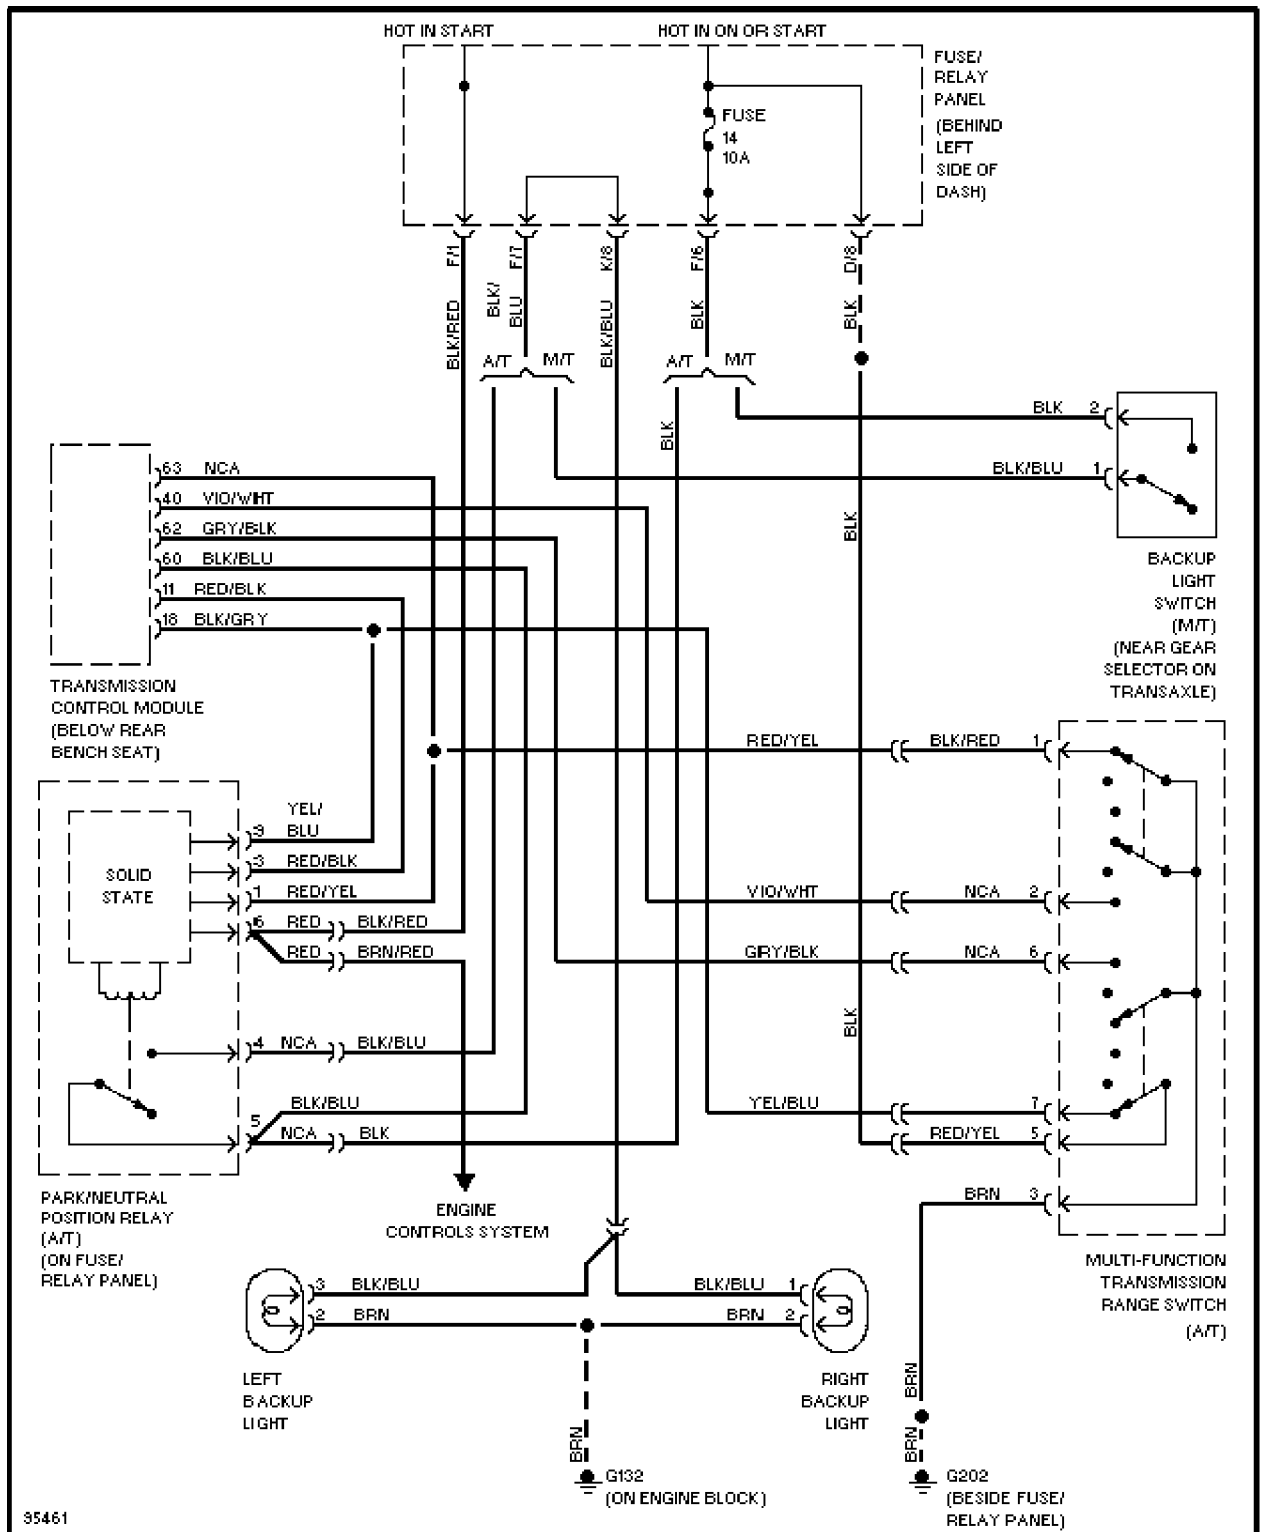 HOT IN START
HOT IN ON OR START
FUSE/
RELAY
PANEL
(BEHIND
LEFT
SIDE OF
DASH)
FUSE
14
10A
F/1
F/7
K/8
F/6
D/8
BLK/RED
BLK/
BLU
BLK/BLU
BLK
BLK
A/T
M/T
A/T
M/T
BLK
BLK 2
BLK/BLU 1
BLK
63 NCA
40 VIO/WHT
62 GRY/BLK
60 BLK/BLU
11 RED/BLK
18 BLK/GRY
BACKUP
LIGHT
SWITCH
(M/T)
(NEAR GEAR
SELECTOR ON
TRANSAXLE)
TRANSMISSION
CONTROL MODULE
(BELOW REAR
BENCH SEAT)
RED/YEL BLK/RED 1
SOLID
STATE
YEL/
9 BLU
3 RED/BLK
1 RED/YEL
6 RED BLK/RED
RED BRN/RED
VIO/WHT NCA 2
GRY/BLK NCA 6
BLK
4 NCA BLK/BLU
BLK/BLU
5
NCA BLK
YEL/BLU 7
RED/YEL 5
BRN 3
PARK/NEUTRAL
POSITION RELAY
(A/T)
(ON FUSE/
RELAY PANEL)
ENGINE
CONTROLS SYSTEM
MULTI-FUNCTION
TRANSMISSION
RANGE SWITCH
(A/T)
3 BLK/BLU
2 BRN
BLK/BLU 1
BRN 2
LEFT
BACKUP
LIGHT
RIGHT
BACKUP
LIGHT
BRN
BRN
BRN
G132
(ON ENGINE BLOCK)
G202
(BESIDE FUSE/
RELAY PANEL)
95461